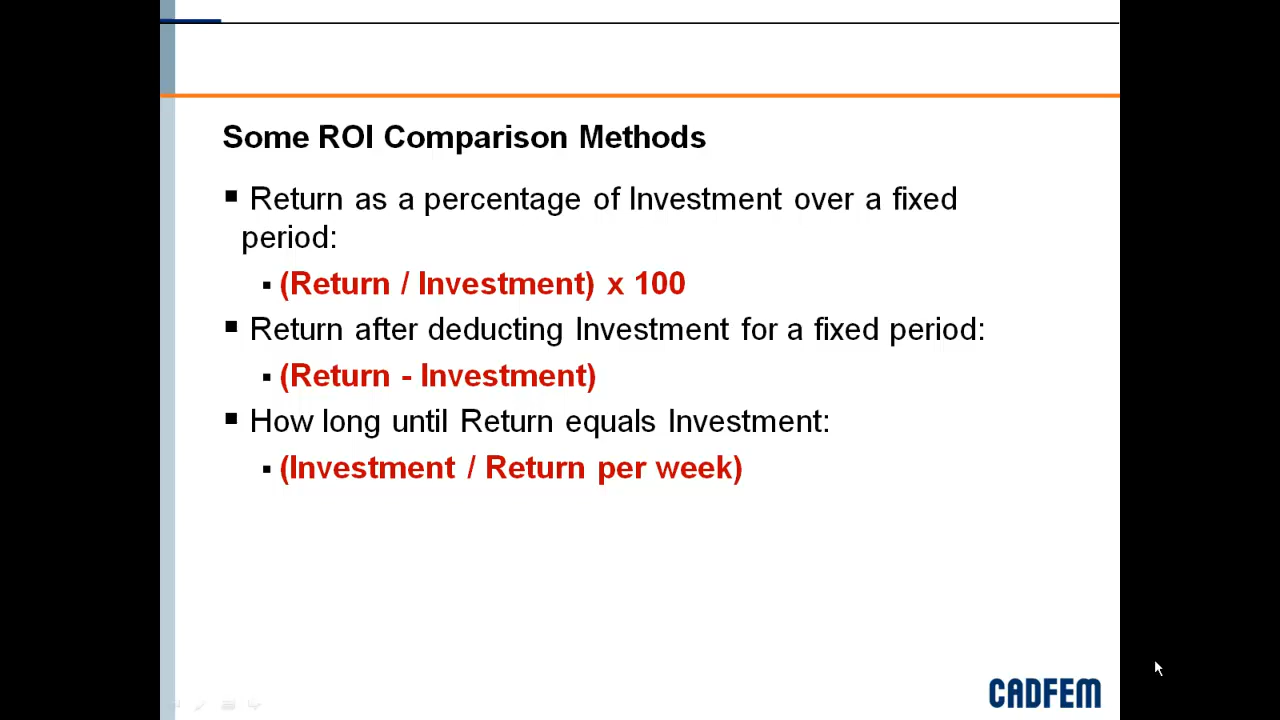 Some ROI Comparison Methods
▪ Return as a percentage of Investment over a fixed
period:
▪ (Return / Investment) x 100
▪ Return after deducting Investment for a fixed period:
▪ (Return - Investment)
▪ How long until Return equals Investment:
▪ (Investment / Return per week)
CADFEM